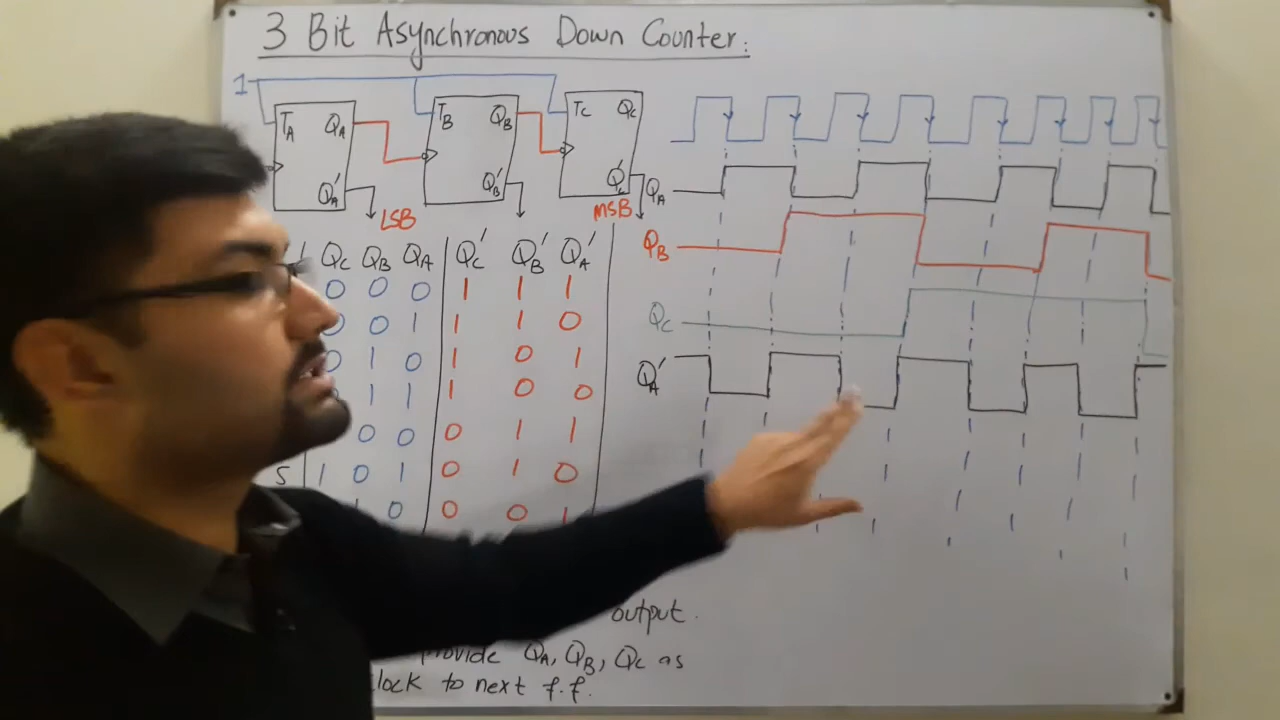 3 Bit Asynchronous Down Counter:
1
TA QA TB QB TC QC
QA' QB' QC'
LSB MSB
QA
QB
QC
QA'
QC QB QA QC' QB' QA'
0 0 0 1 1 1
0 0 1 1 1 0
0 1 0 1 0 1
1 1 1 0 0
0 0 0 1 1
5 1 0 1 0 1 0
1 0 0 0 1
output.
provide QA, QB, QC as
lock to next f.f.